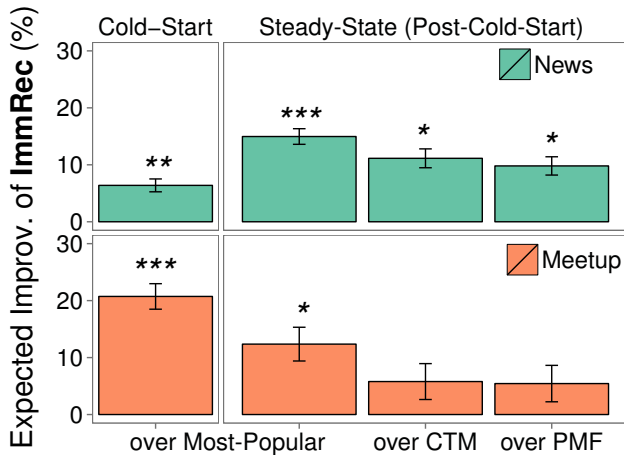 Cold–Start
Steady-State (Post-Cold-Start)
Expected Improv. of ImmRec (%)
30
20
10
0
News
**
***
*
*
30
20
10
0
Meetup
***
*
over Most-Popular
over CTM
over PMF